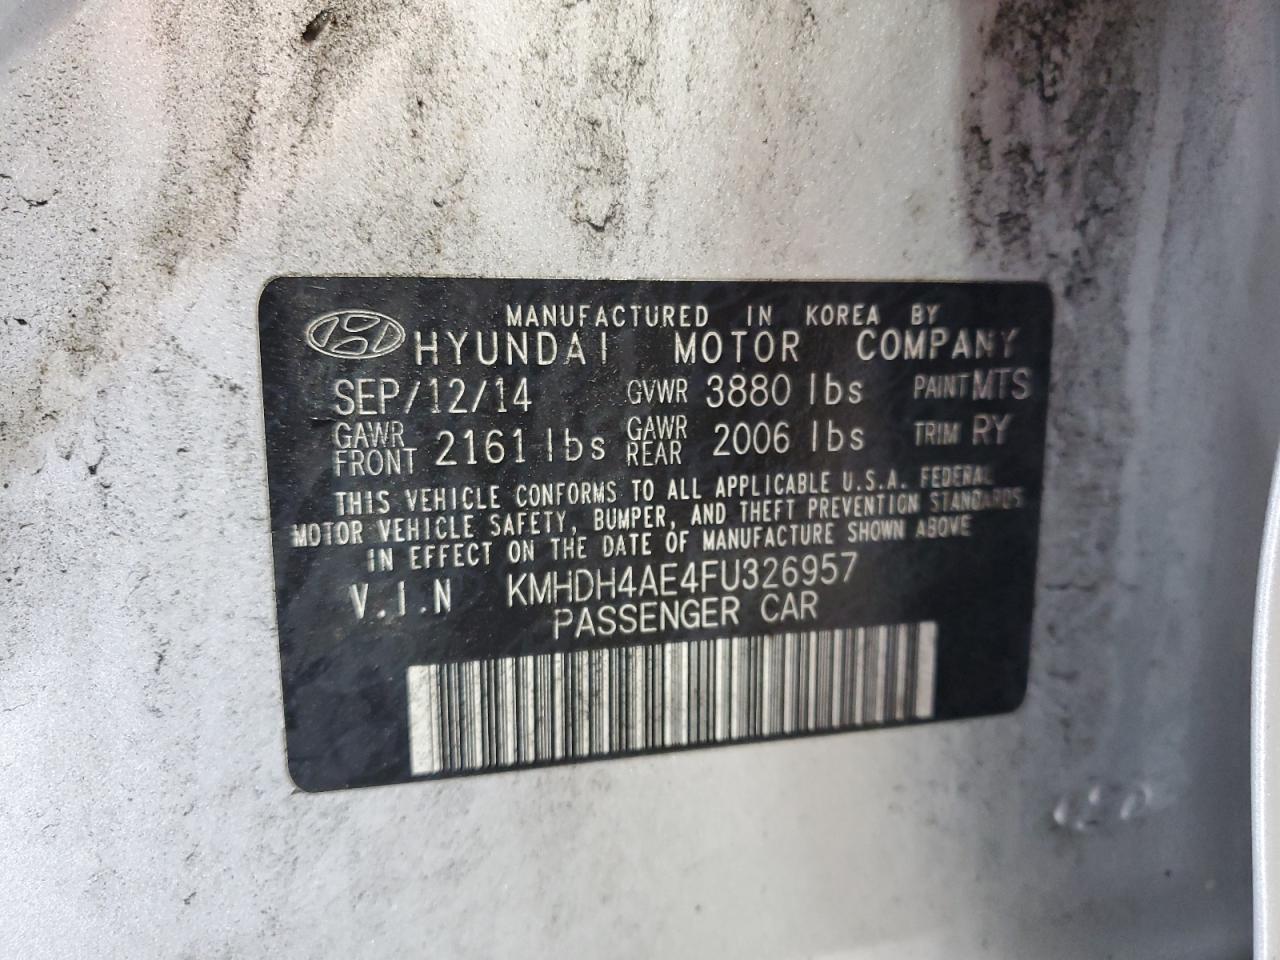 MANUFACTURED IN KOREA BY
HYUNDAI MOTOR COMPANY
SEP/12/14 GVWR 3880 lbs PAINT MTS
GAWR FRONT 2161 lbs GAWR REAR 2006 lbs TRIM RY
THIS VEHICLE CONFORMS TO ALL APPLICABLE U.S.A. FEDERAL
MOTOR VEHICLE SAFETY, BUMPER, AND THEFT PREVENTION STANDARDS
IN EFFECT ON THE DATE OF MANUFACTURE SHOWN ABOVE
V.I.N KMHDH4AE4FU326957
PASSENGER CAR